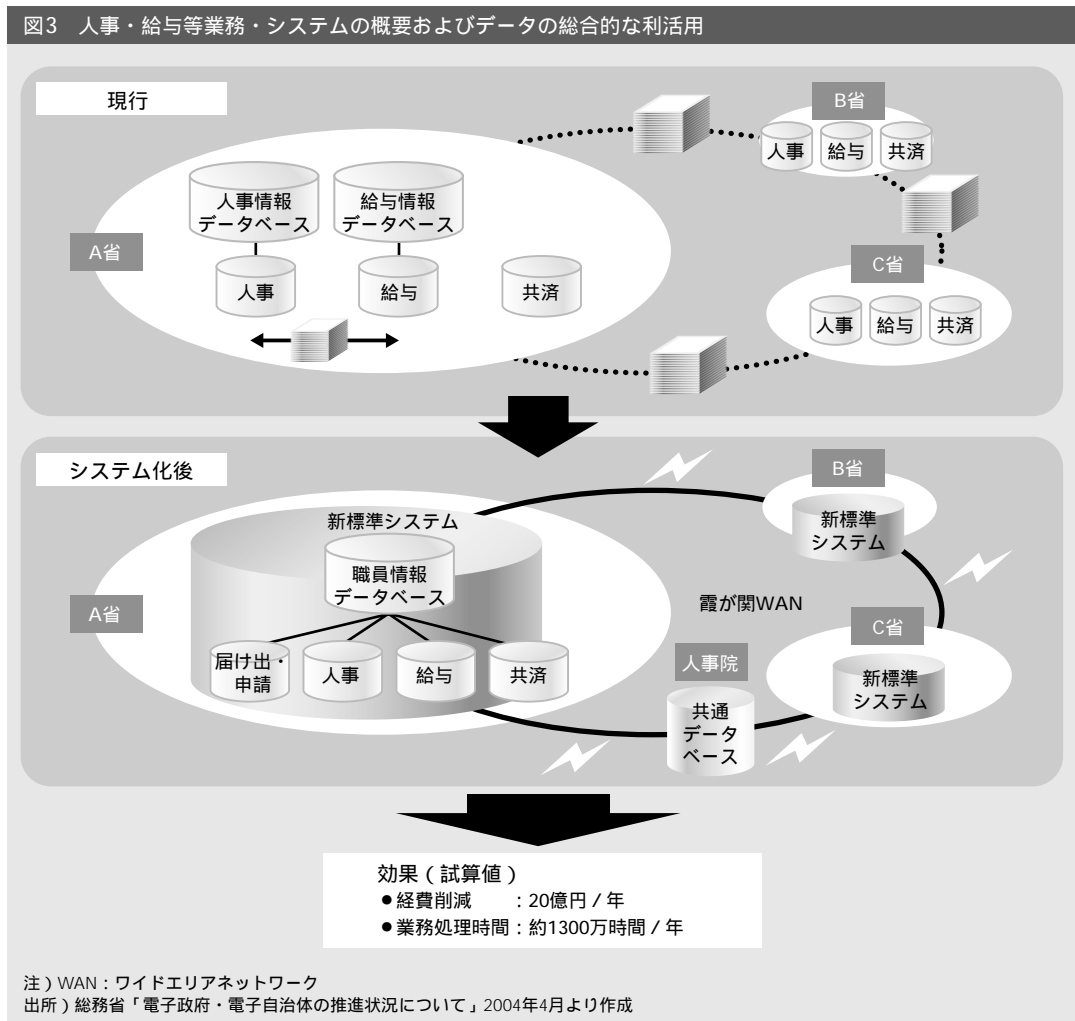 図3 人事・給与等業務・システムの概要およびデータの総合的な利活用
現行
B省
人事 給与 共済
人事情報
データベース
給与情報
データベース
A省
人事
給与
共済
C省
人事 給与 共済
システム化後
B省
新標準
システム
新標準システム
職員情報
データベース
A省
届け出・
申請
人事
給与
共済
霞が関WAN
C省
新標準
システム
人事院
共通
データ
ベース
効果(試算値)
●経費削減 :20億円/年
●業務処理時間:約1300万時間/年
注)WAN:ワイドエリアネットワーク
出所)総務省「電子政府・電子自治体の推進状況について」2004年4月より作成